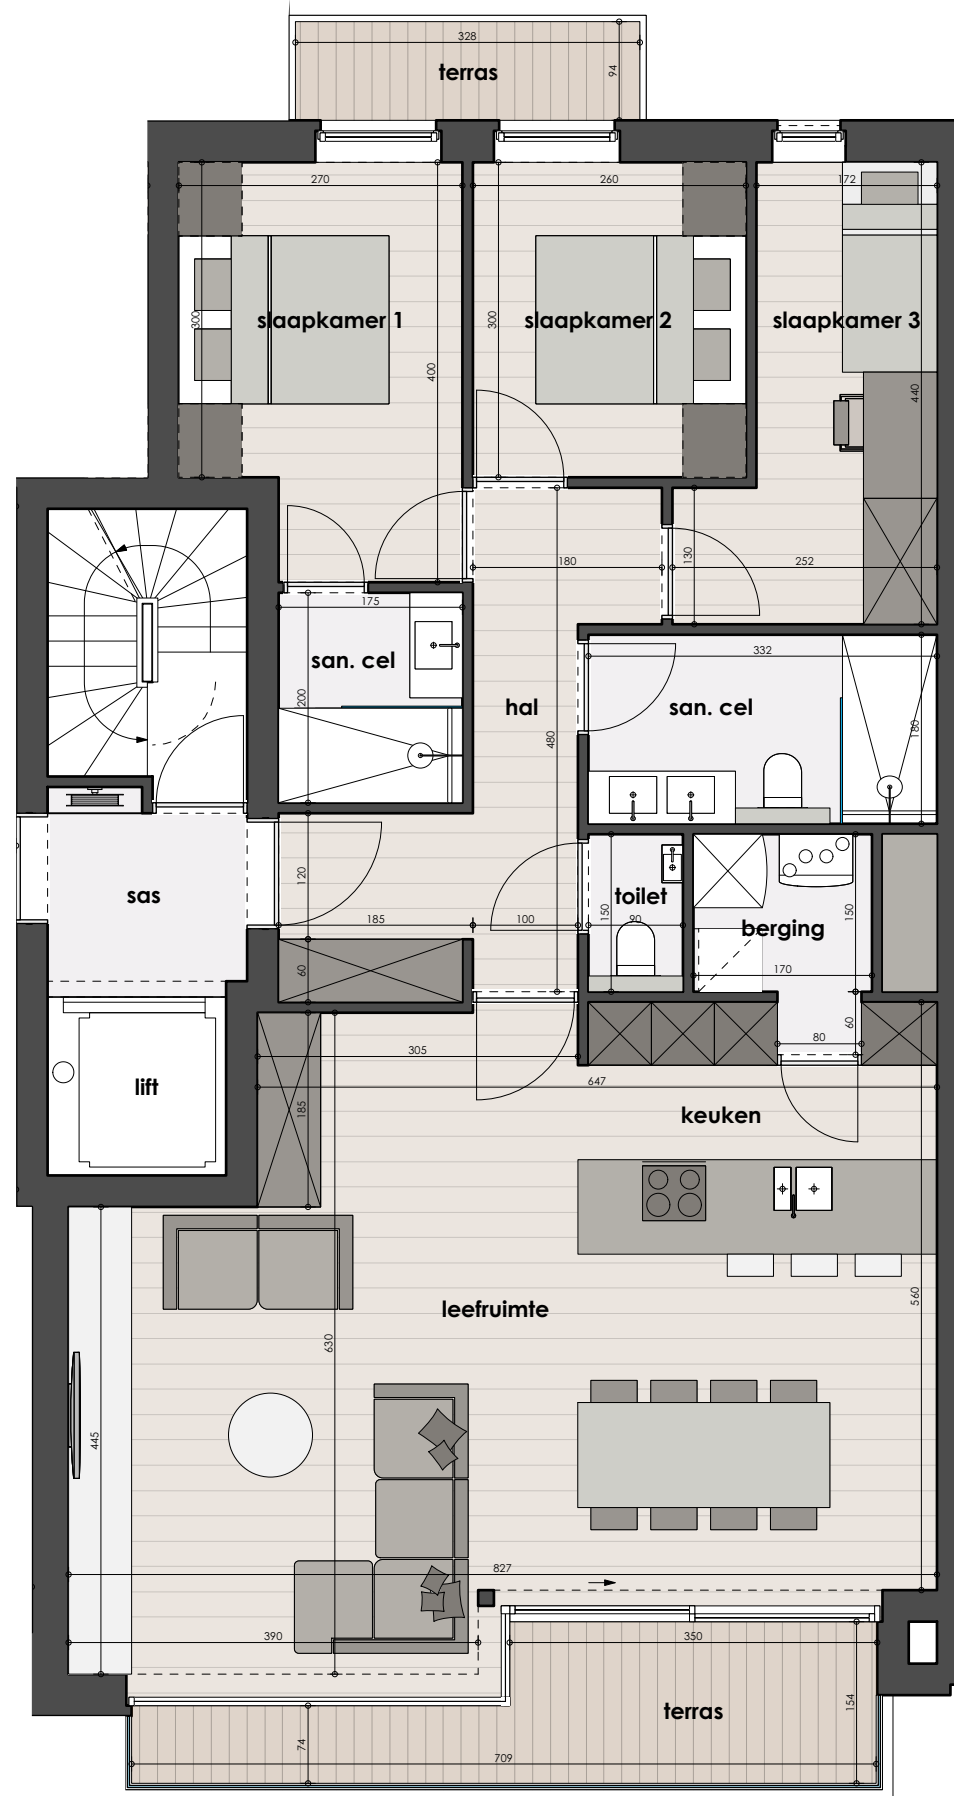 328
94
terras
270
260
172
300
slaapkamer 1
400
300
slaapkamer 2
slaapkamer 3
440
130
180
252
175
san. cel
200
332
hal
san. cel
180
480
sas
120
185
100
60
toilet
150
90
berging
150
170
60
80
305
647
lift
185
keuken
leefruimte
560
630
445
827
390
350
terras
154
74
709